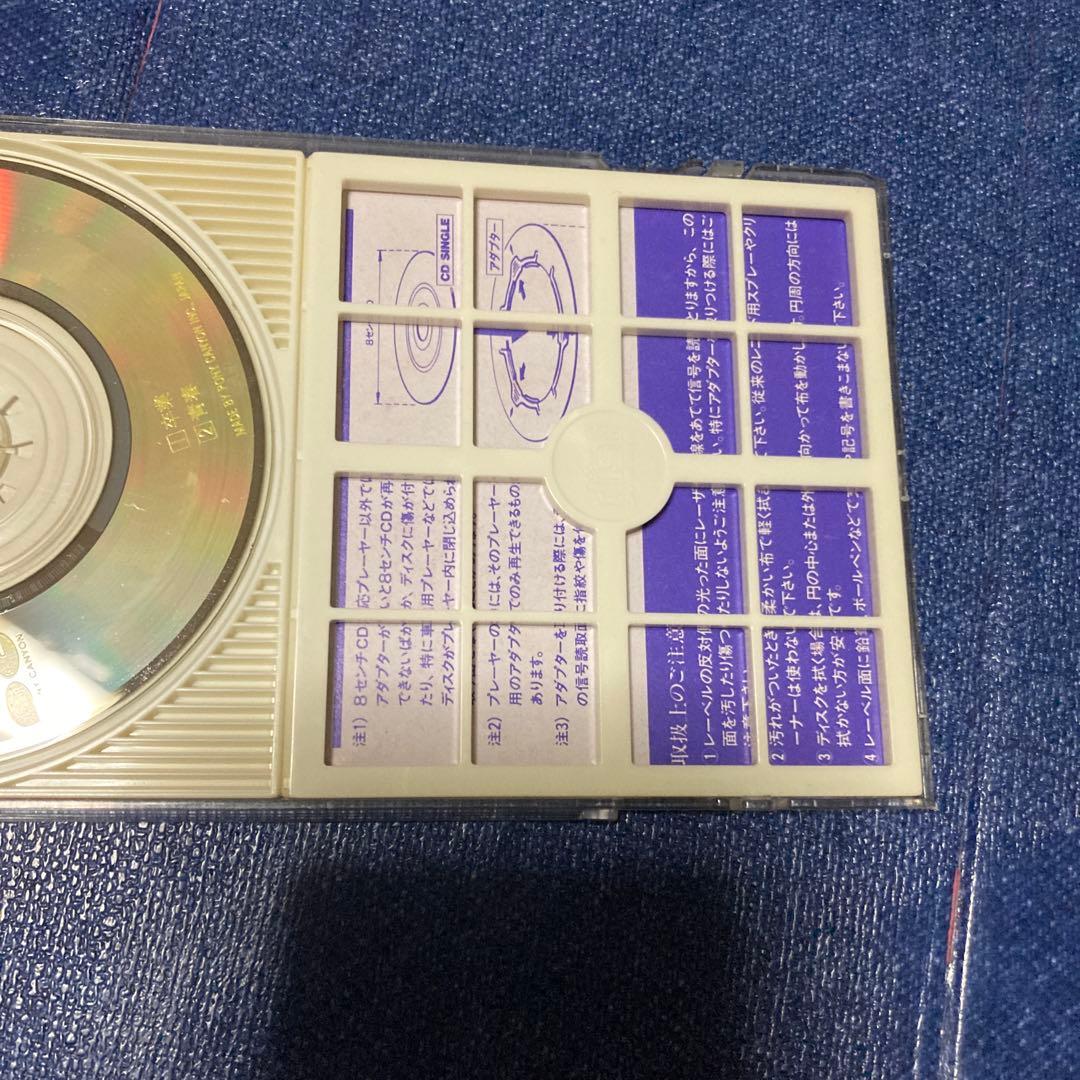 1 卒業
2 青春
MADE BY PONY CANYON INC., JAPAN
CANYON
CD SINGLE
8センチ
アダプター
注1) 8センチCD 応プレーヤー以外で
アダプターが いと8センチCDが再
できないばか か、ディスクに傷が付
たり、特に車 用プレーヤーなどでに
ディスクがプレ ヤー内に閉じ込められ
注2) プレーヤーの には、そのプレーヤー
用のアダプタ でのみ再生できるもの
あります。
注3) アダプターを り付ける際には、
の信号読取面 に指紋や傷を
取扱上のご注意
1 レーベルの反対側 の光った面にレーザ 線をあてて信号を読 とりますから、この
面を汚したり傷つ たりしないようご注意 い。特にアダプター りつける際にはご
注意下さい。
2 汚れがついたとき 柔かい布で軽く拭 て下さい。従来のレコ ド用スプレーやクリ
ーナーは使わない で下さい。
3 ディスクを拭く場合 は、円の中心または外 向かって布を動かし 。円周の方向には
拭かない方が安 です。
4 レーベル面に鉛 ボールペンなどで や記号を書きこまない 下さい。